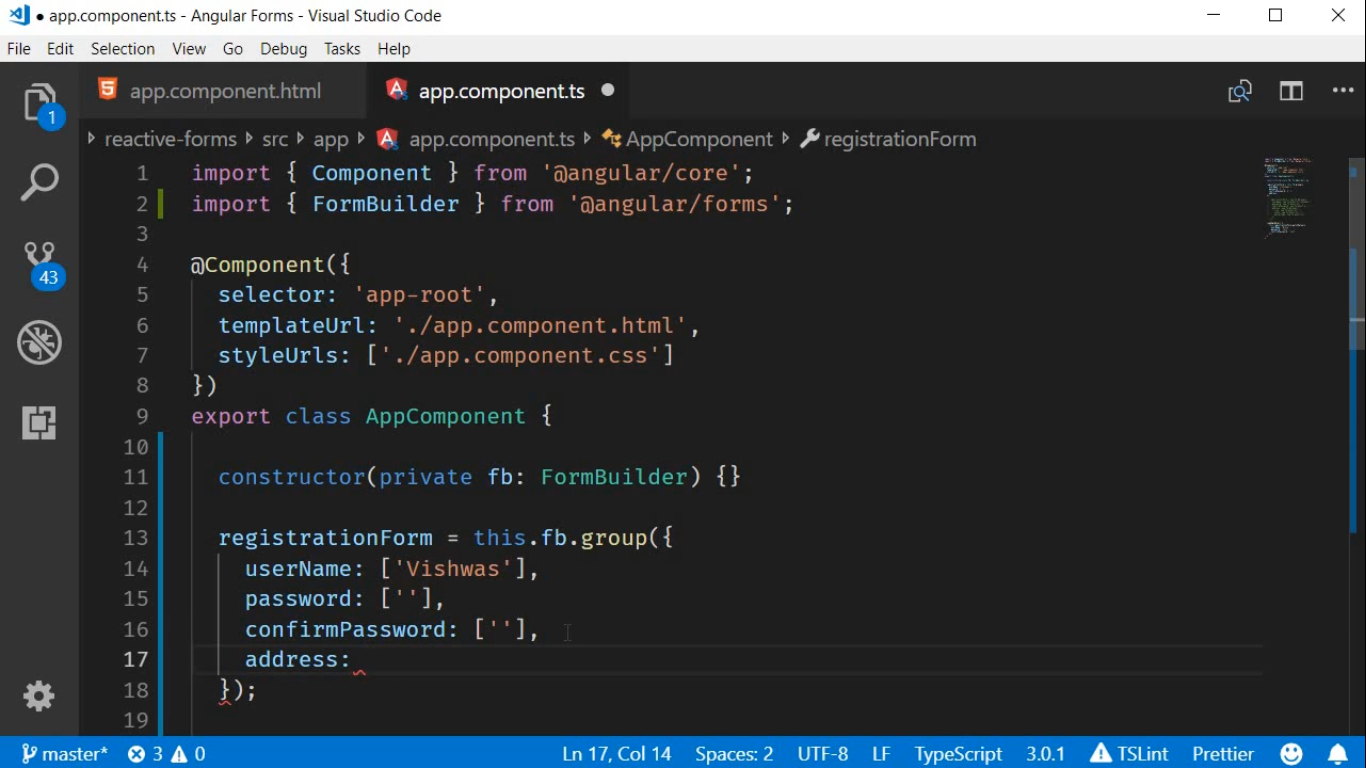 app.component.ts - Angular Forms - Visual Studio Code
File Edit Selection View Go Debug Tasks Help
app.component.html app.component.ts
1
reactive-forms src app app.component.ts AppComponent registrationForm
1 import { Component } from '@angular/core';
2 import { FormBuilder } from '@angular/forms';
3
4 @Component({
5 selector: 'app-root',
6 templateUrl: './app.component.html',
7 styleUrls: ['./app.component.css']
8 })
9 export class AppComponent {
10
11 constructor(private fb: FormBuilder) {}
12
13 registrationForm = this.fb.group({
14 userName: ['Vishwas'],
15 password: [''],
16 confirmPassword: [''],
17 address:
18 });
19
43
master* 3 0 Ln 17, Col 14 Spaces: 2 UTF-8 LF TypeScript 3.0.1 TSLint Prettier